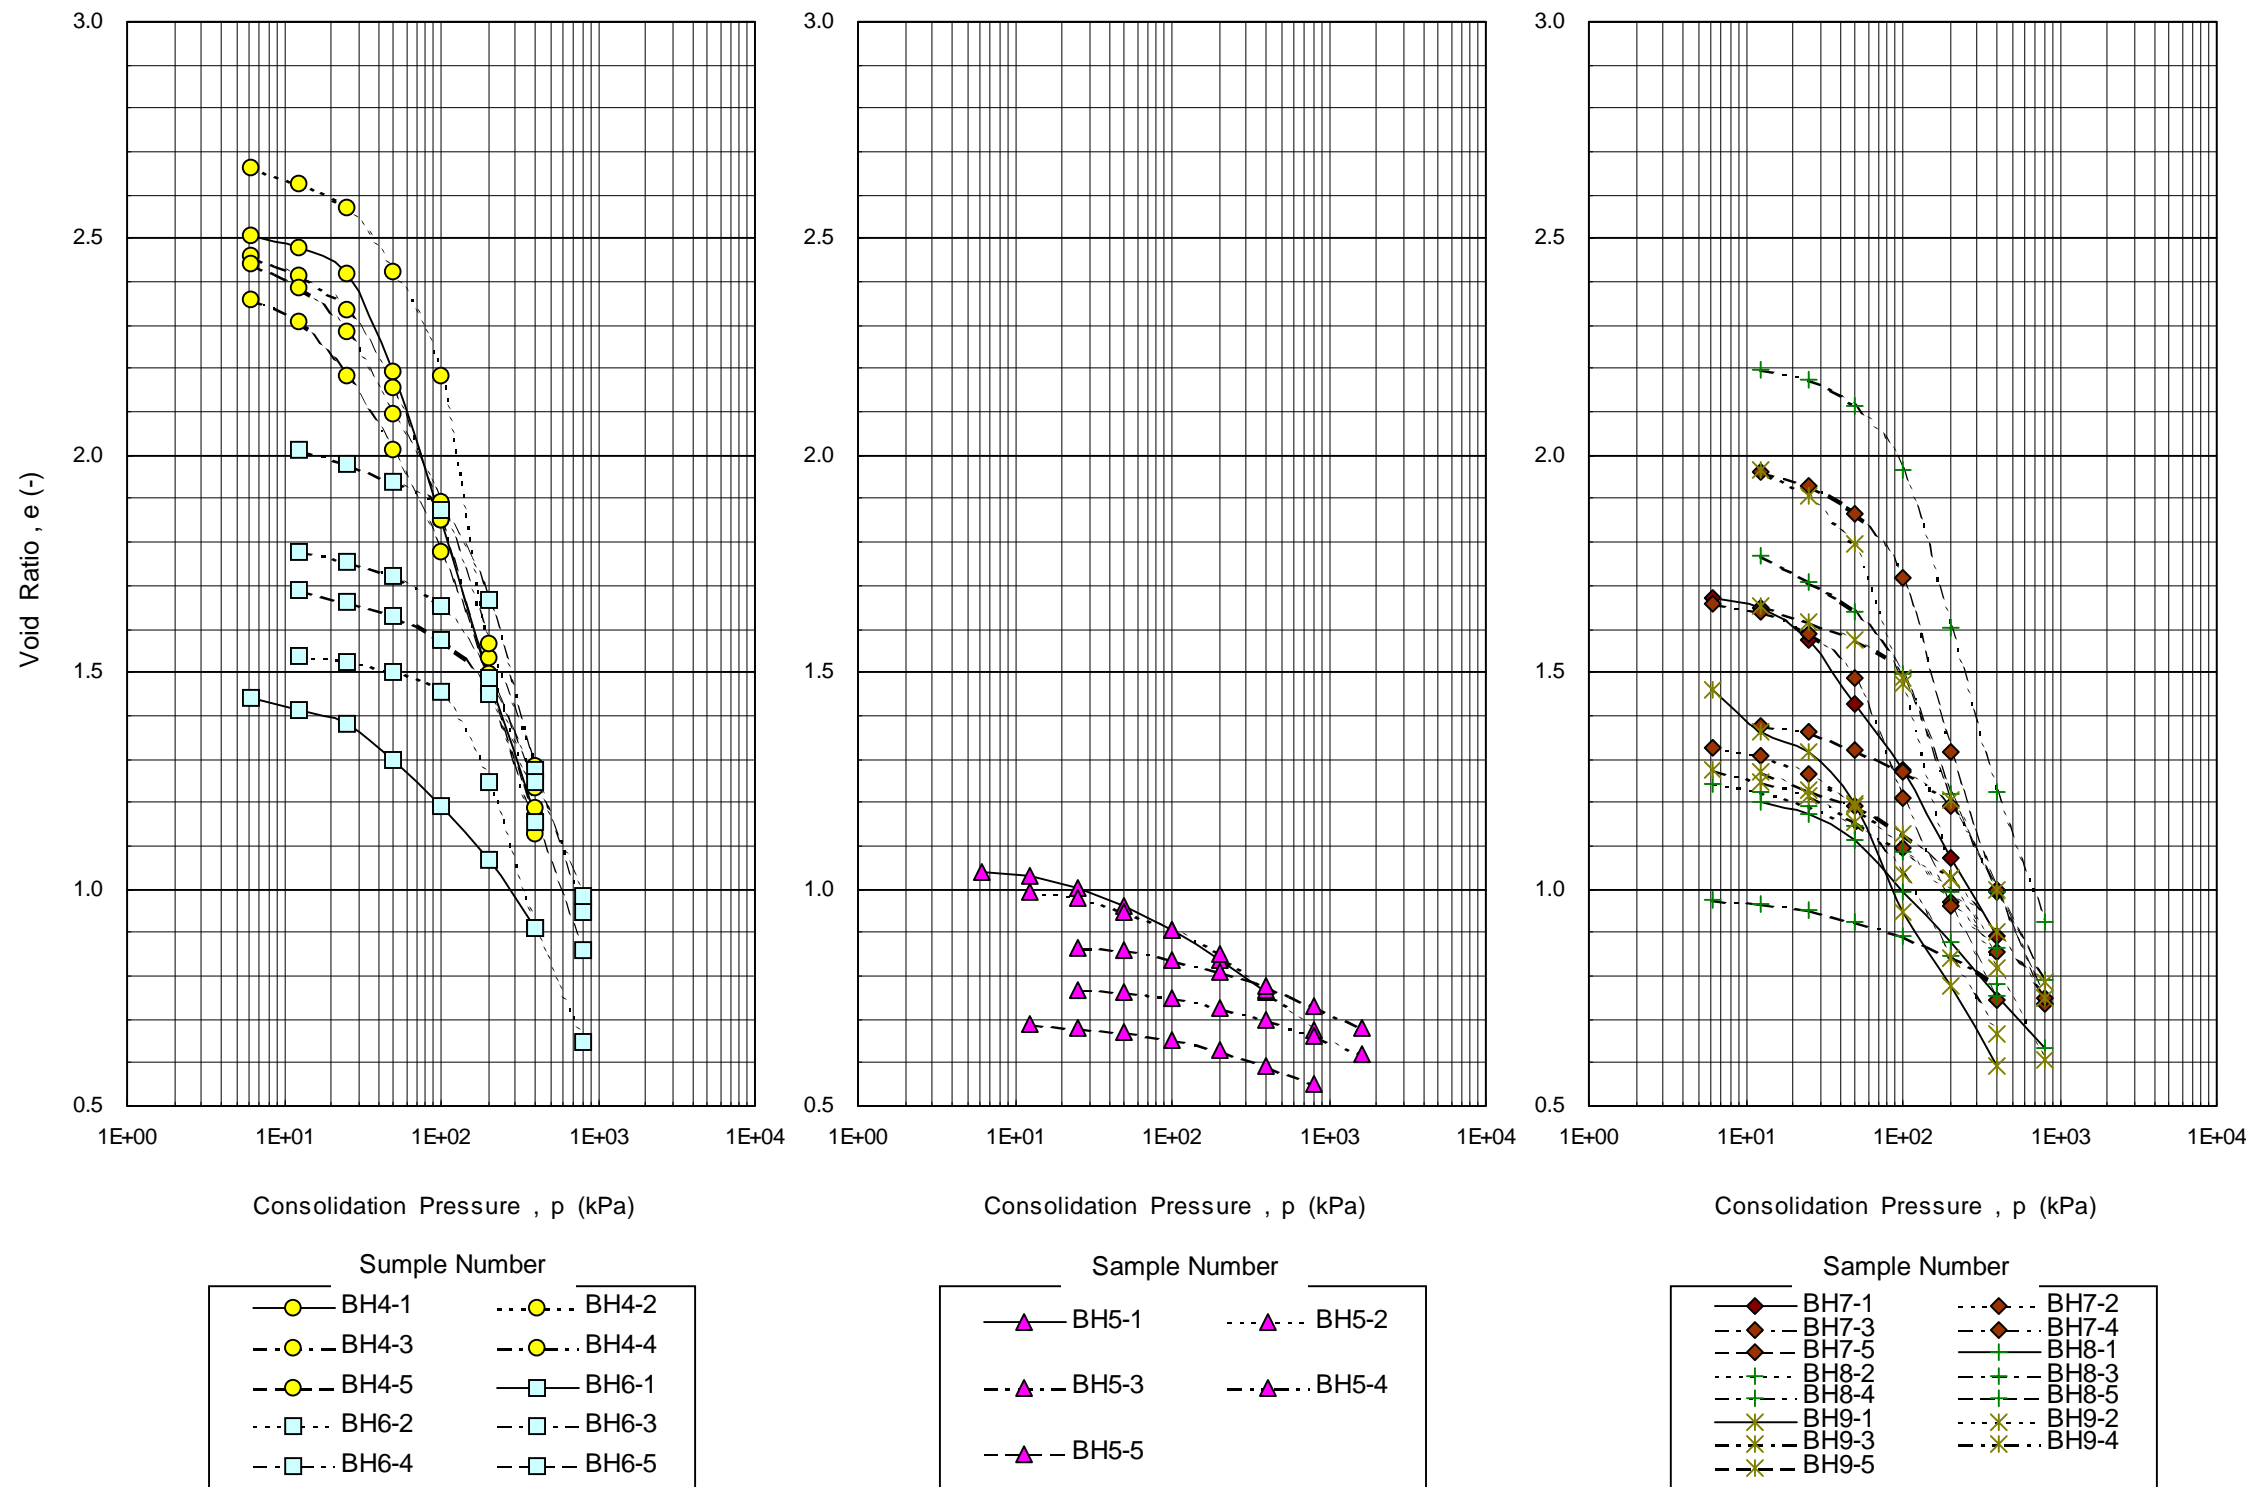 3.0 3.0 3.0
2.5 2.5 2.5
2.0 2.0 2.0
Void Ratio , e (-)
1.5 1.5 1.5
1.0 1.0 1.0
0.5 0.5 0.5
1E+00 1E+01 1E+02 1E+03 1E+04 1E+00 1E+01 1E+02 1E+03 1E+04 1E+00 1E+01 1E+02 1E+03 1E+04
Consolidation Pressure , p (kPa) Consolidation Pressure , p (kPa) Consolidation Pressure , p (kPa)
Sumple Number
BH4-1 BH4-2
BH4-3 BH4-4
BH4-5 BH6-1
BH6-2 BH6-3
BH6-4 BH6-5
Sample Number
BH5-1 BH5-2
BH5-3 BH5-4
BH5-5
Sample Number
BH7-1 BH7-2
BH7-3 BH7-4
BH7-5 BH8-1
BH8-2 BH8-3
BH8-4 BH8-5
BH9-1 BH9-2
BH9-3 BH9-4
BH9-5